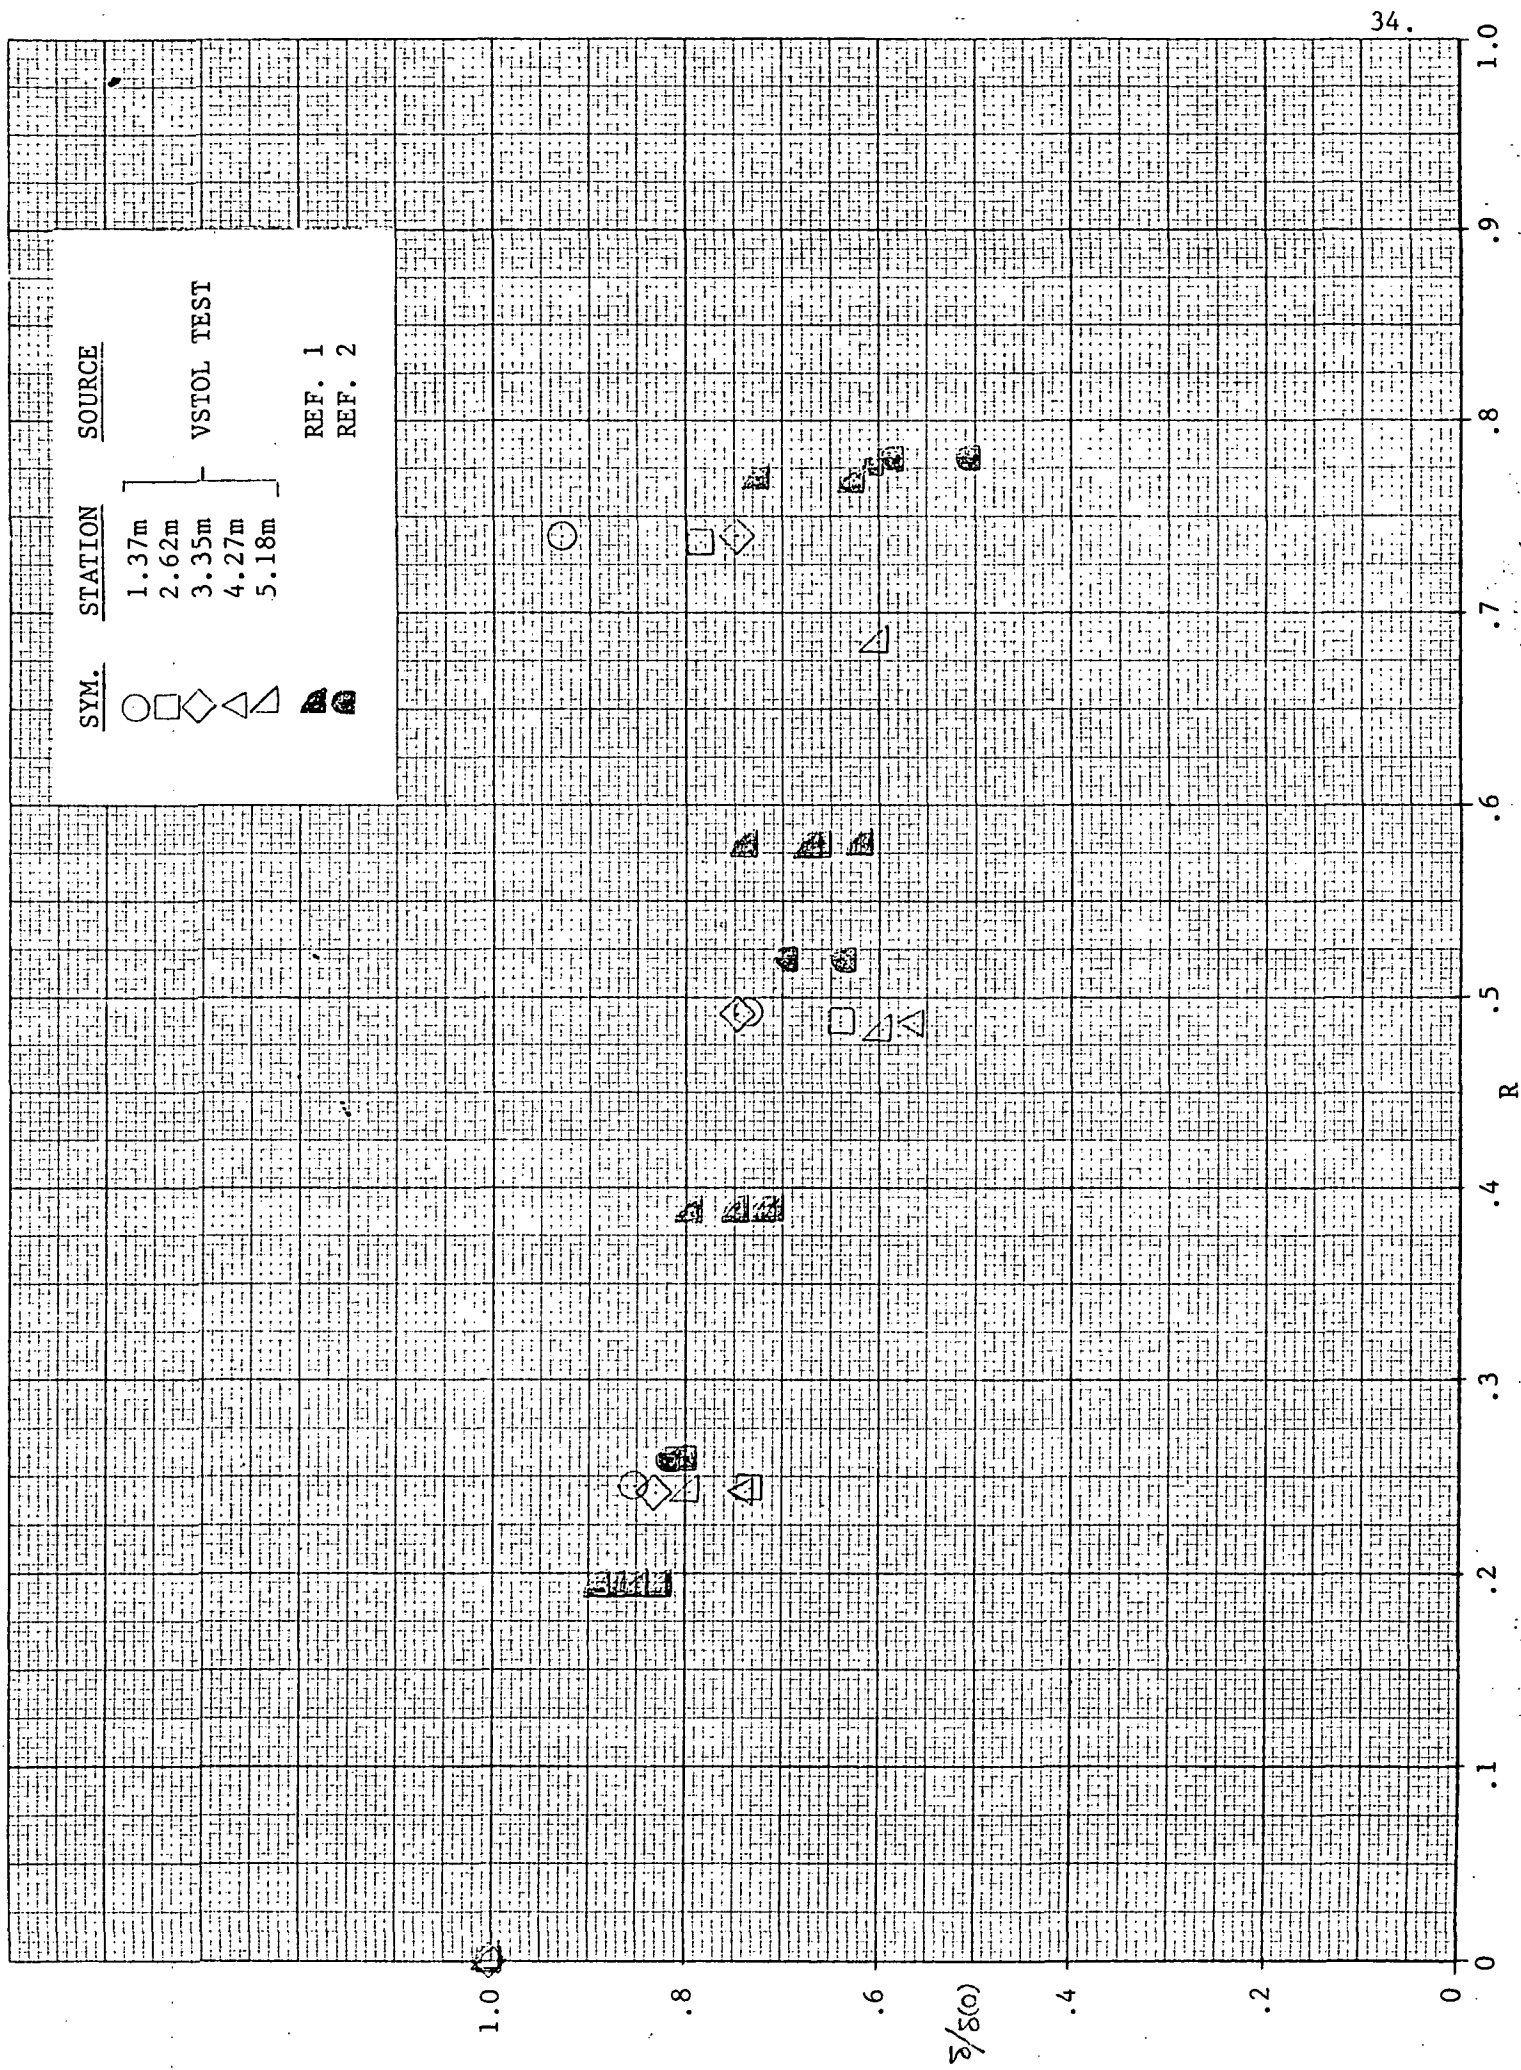 34.
SYM. STATION SOURCE
1.37m
2.62m
3.35m VSTOL TEST
4.27m
5.18m
REF. 1
REF. 2
1.0
.8
.6
.4
.2
0
δ/δ(0)
0 .1 .2 .3 .4 .5 .6 .7 .8 .9 1.0
R